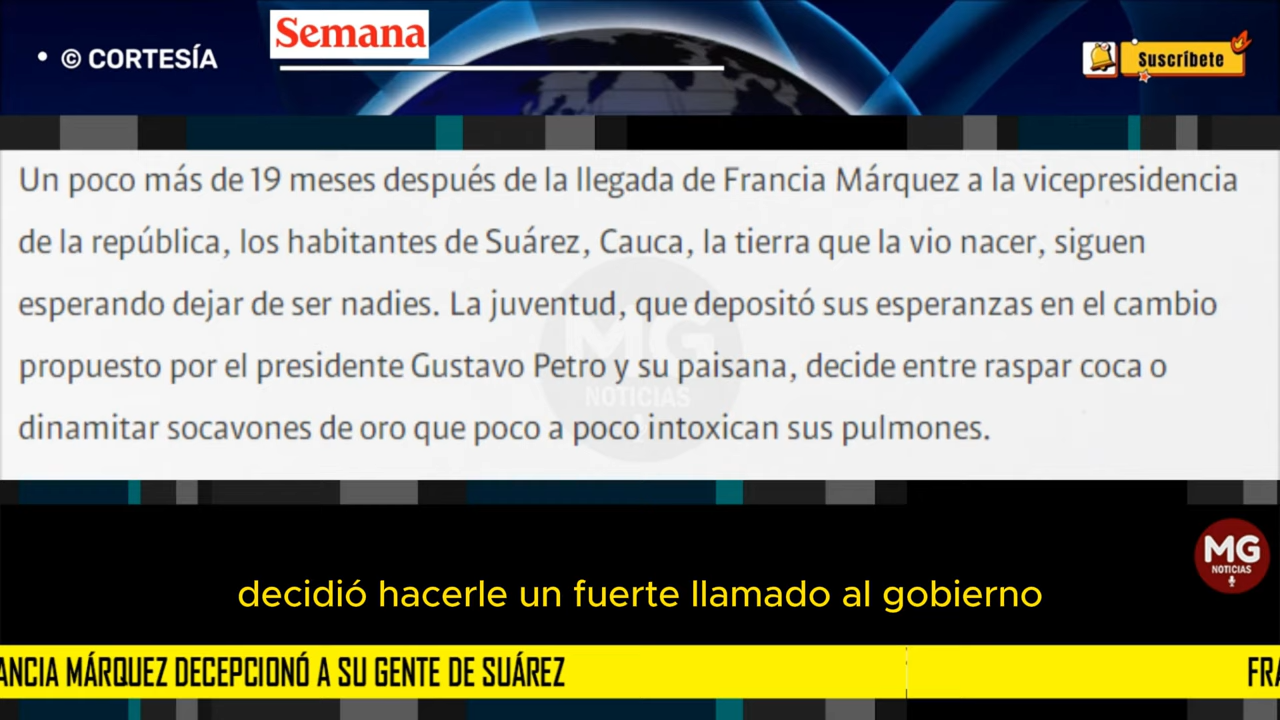 • © CORTESÍA
Semana
Suscríbete
Un poco más de 19 meses después de la llegada de Francia Márquez a la vicepresidencia
de la república, los habitantes de Suárez, Cauca, la tierra que la vio nacer, siguen
esperando dejar de ser nadies. La juventud, que depositó sus esperanzas en el cambio
propuesto por el presidente Gustavo Petro y su paisana, decide entre raspar coca o
dinamitar socavones de oro que poco a poco intoxican sus pulmones.
MG
NOTICIAS
MG
NOTICIAS
decidió hacerle un fuerte llamado al gobierno
ANCIA MÁRQUEZ DECEPCIONÓ A SU GENTE DE SUÁREZ
FRA